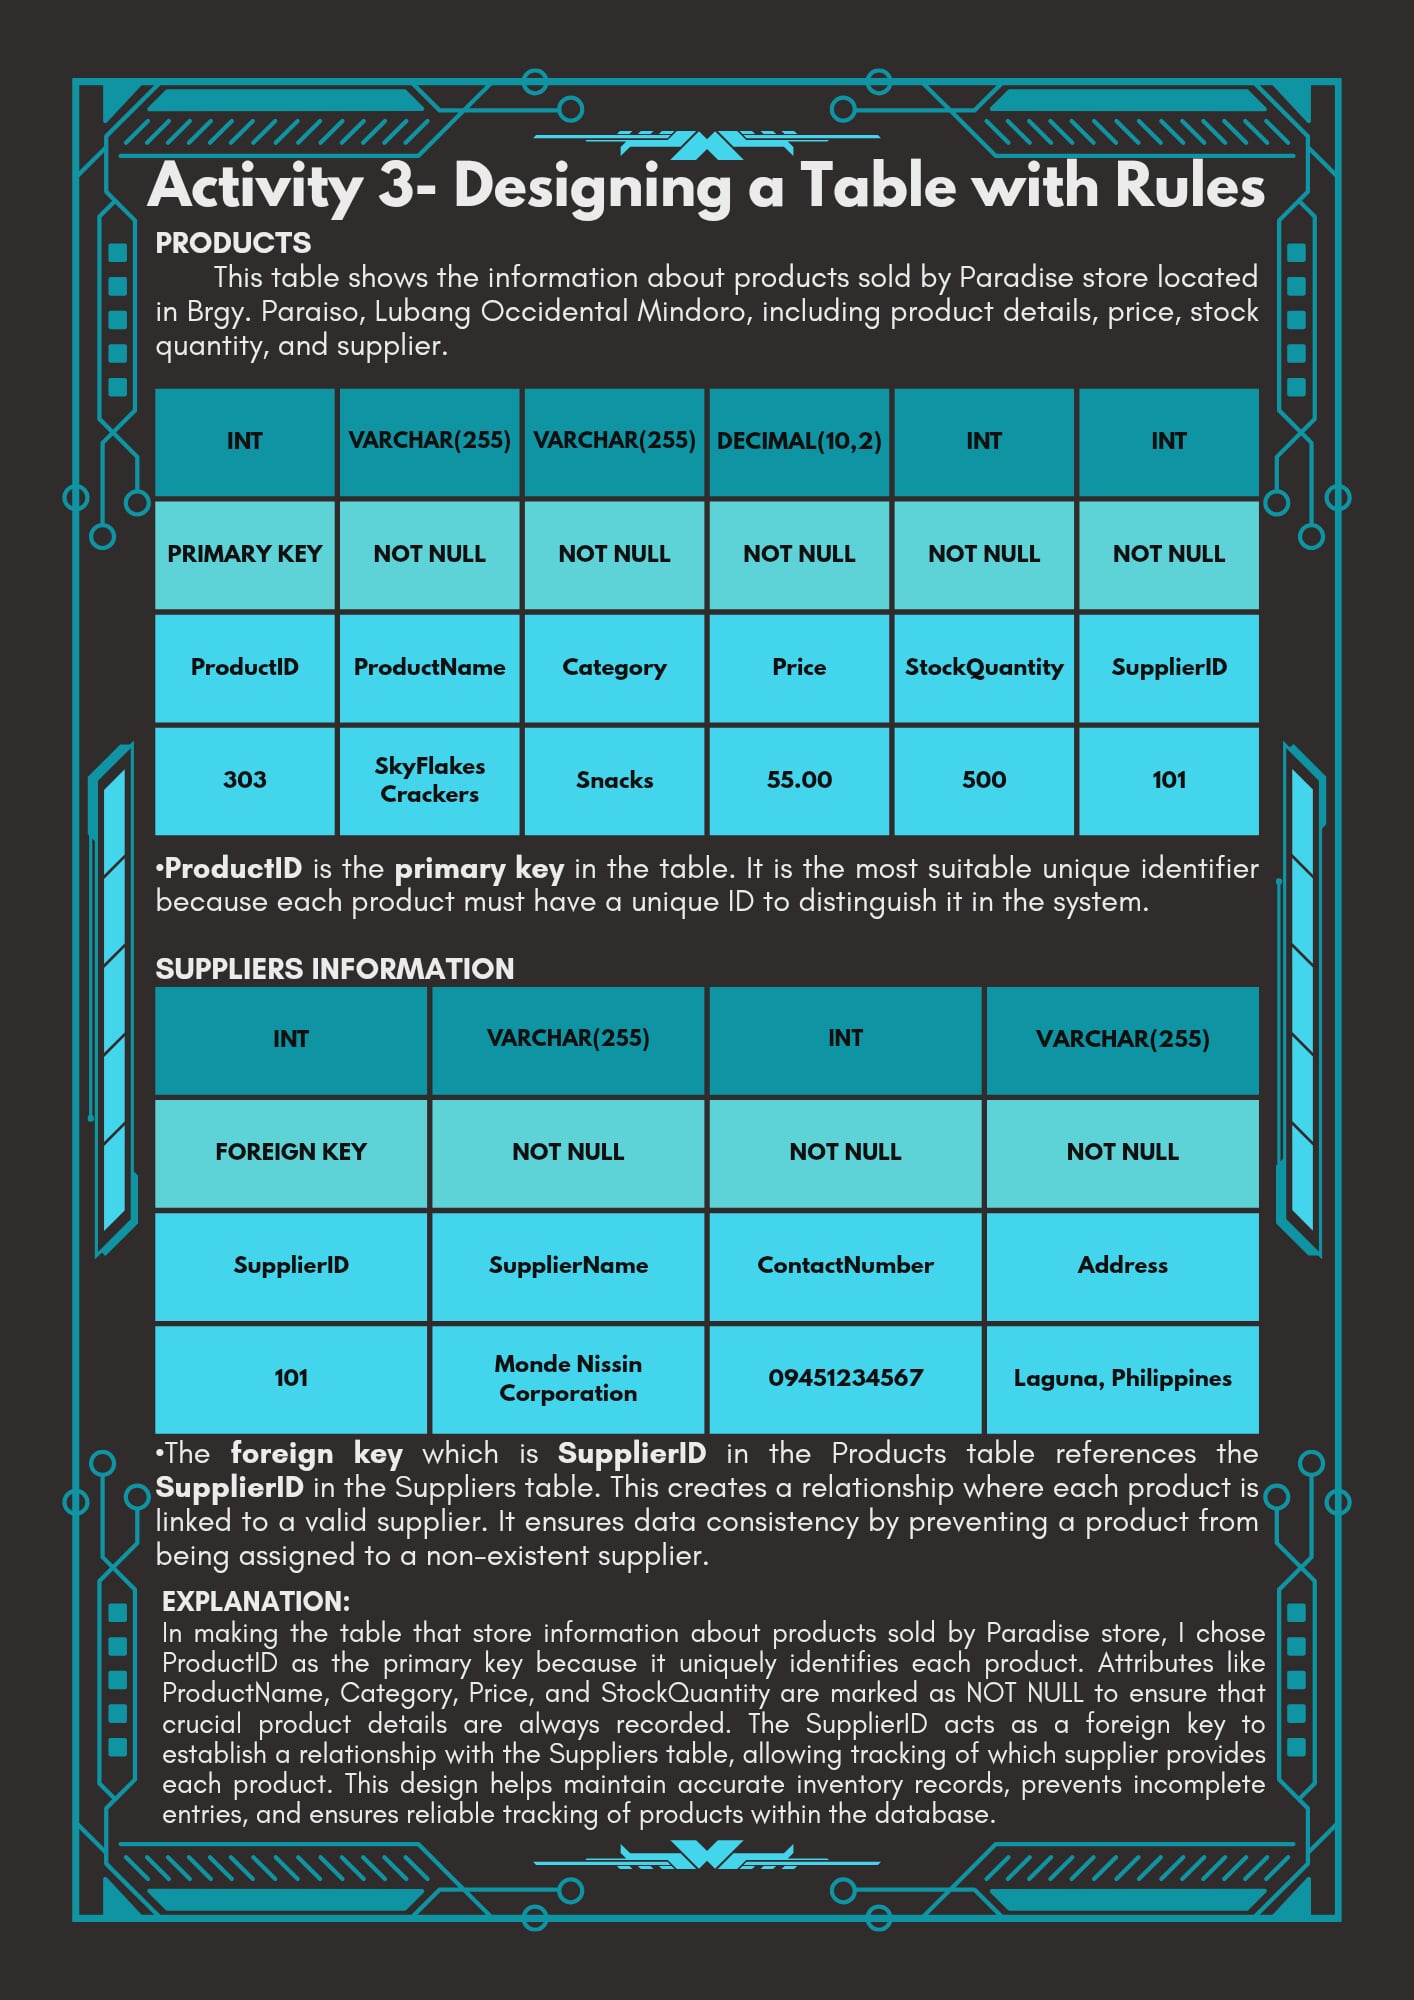 Activity 3- Designing a Table with Rules
PRODUCTS
This table shows the information about products sold by Paradise store located
in Brgy. Paraiso, Lubang Occidental Mindoro, including product details, price, stock
quantity, and supplier.
INT VARCHAR(255) VARCHAR(255) DECIMAL(10,2) INT INT
PRIMARY KEY NOT NULL NOT NULL NOT NULL NOT NULL NOT NULL
ProductID ProductName Category Price StockQuantity SupplierID
303 SkyFlakes Crackers Snacks 55.00 500 101
•ProductID is the primary key in the table. It is the most suitable unique identifier
because each product must have a unique ID to distinguish it in the system.
SUPPLIERS INFORMATION
INT VARCHAR(255) INT VARCHAR(255)
FOREIGN KEY NOT NULL NOT NULL NOT NULL
SupplierID SupplierName ContactNumber Address
101 Monde Nissin Corporation 09451234567 Laguna, Philippines
•The foreign key which is SupplierID in the Products table references the
SupplierID in the Suppliers table. This creates a relationship where each product is
linked to a valid supplier. It ensures data consistency by preventing a product from
being assigned to a non-existent supplier.
EXPLANATION:
In making the table that store information about products sold by Paradise store, I chose
ProductID as the primary key because it uniquely identifies each product. Attributes like
ProductName, Category, Price, and StockQuantity are marked as NOT NULL to ensure that
crucial product details are always recorded. The SupplierID acts as a foreign key to
establish a relationship with the Suppliers table, allowing tracking of which supplier provides
each product. This design helps maintain accurate inventory records, prevents incomplete
entries, and ensures reliable tracking of products within the database.